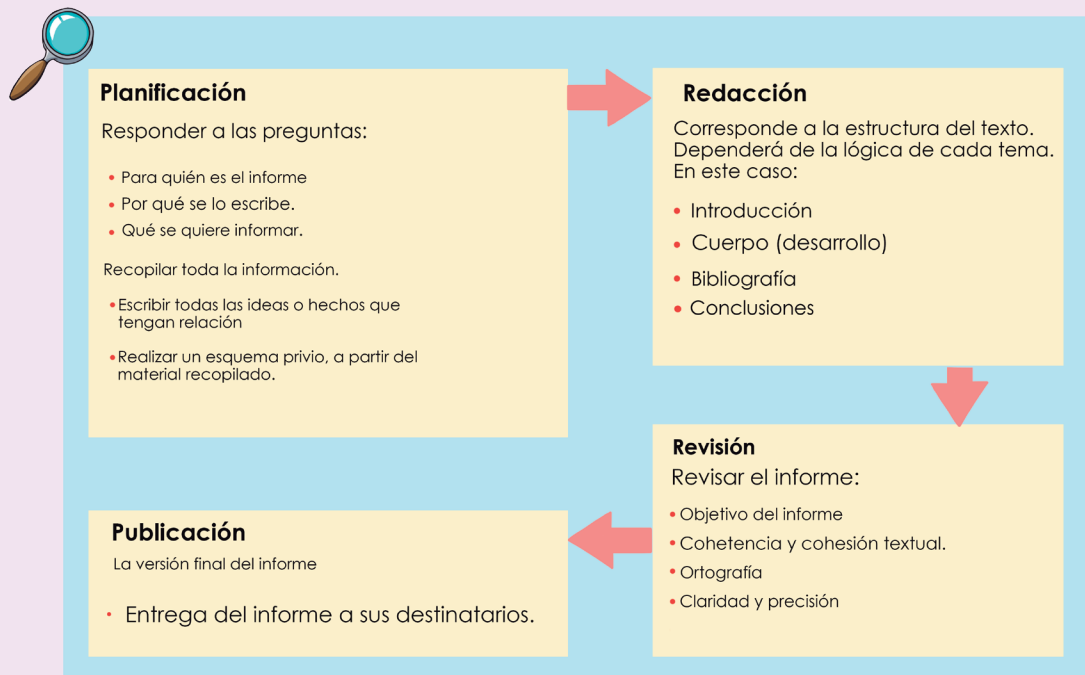 Planificación
Responder a las preguntas:
• Para quién es el informe
• Por qué se lo escribe.
• Qué se quiere informar.
Recopilar toda la información.
• Escribir todas las ideas o hechos que
tengan relación
• Realizar un esquema privio, a partir del
material recopilado.
Redacción
Corresponde a la estructura del texto.
Dependerá de la lógica de cada tema.
En este caso:
• Introducción
• Cuerpo (desarrollo)
• Bibliografía
• Conclusiones
Revisión
Revisar el informe:
• Objetivo del informe
• Cohetencia y cohesión textual.
• Ortografía
• Claridad y precisión
Publicación
La versión final del informe
• Entrega del informe a sus destinatarios.